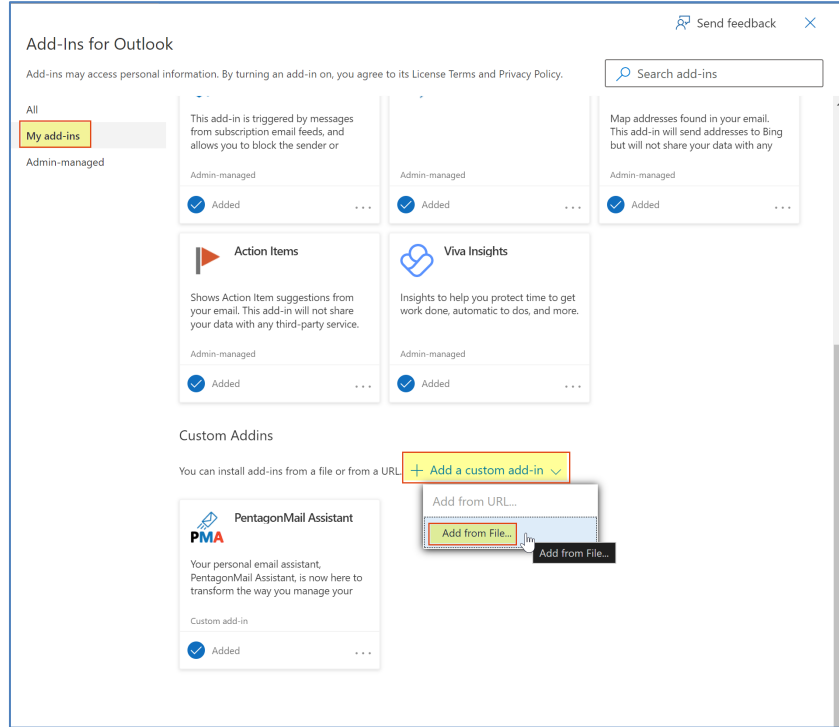 Send feedback
Add-Ins for Outlook
Add-ins may access personal information. By turning an add-in on, you agree to its License Terms and Privacy Policy.
Search add-ins
All
My add-ins
Admin-managed
This add-in is triggered by messages
from subscription email feeds, and
allows you to block the sender or
Admin-managed
Added
...
Admin-managed
Added
...
Map addresses found in your email.
This add-in will send addresses to Bing
but will not share your data with any
Admin-managed
Added
...
Action Items
Shows Action Item suggestions from
your email. This add-in will not share
your data with any third-party service.
Admin-managed
Added
...
Viva Insights
Insights to help you protect time to get
work done, automatic to dos, and more.
Admin-managed
Added
...
Custom Addins
You can install add-ins from a file or from a URL.
+ Add a custom add-in
Add from URL...
Add from File...
Add from File...
PMA
PentagonMail Assistant
Your personal email assistant,
PentagonMail Assistant, is now here to
transform the way you manage your
Custom add-in
Added
...